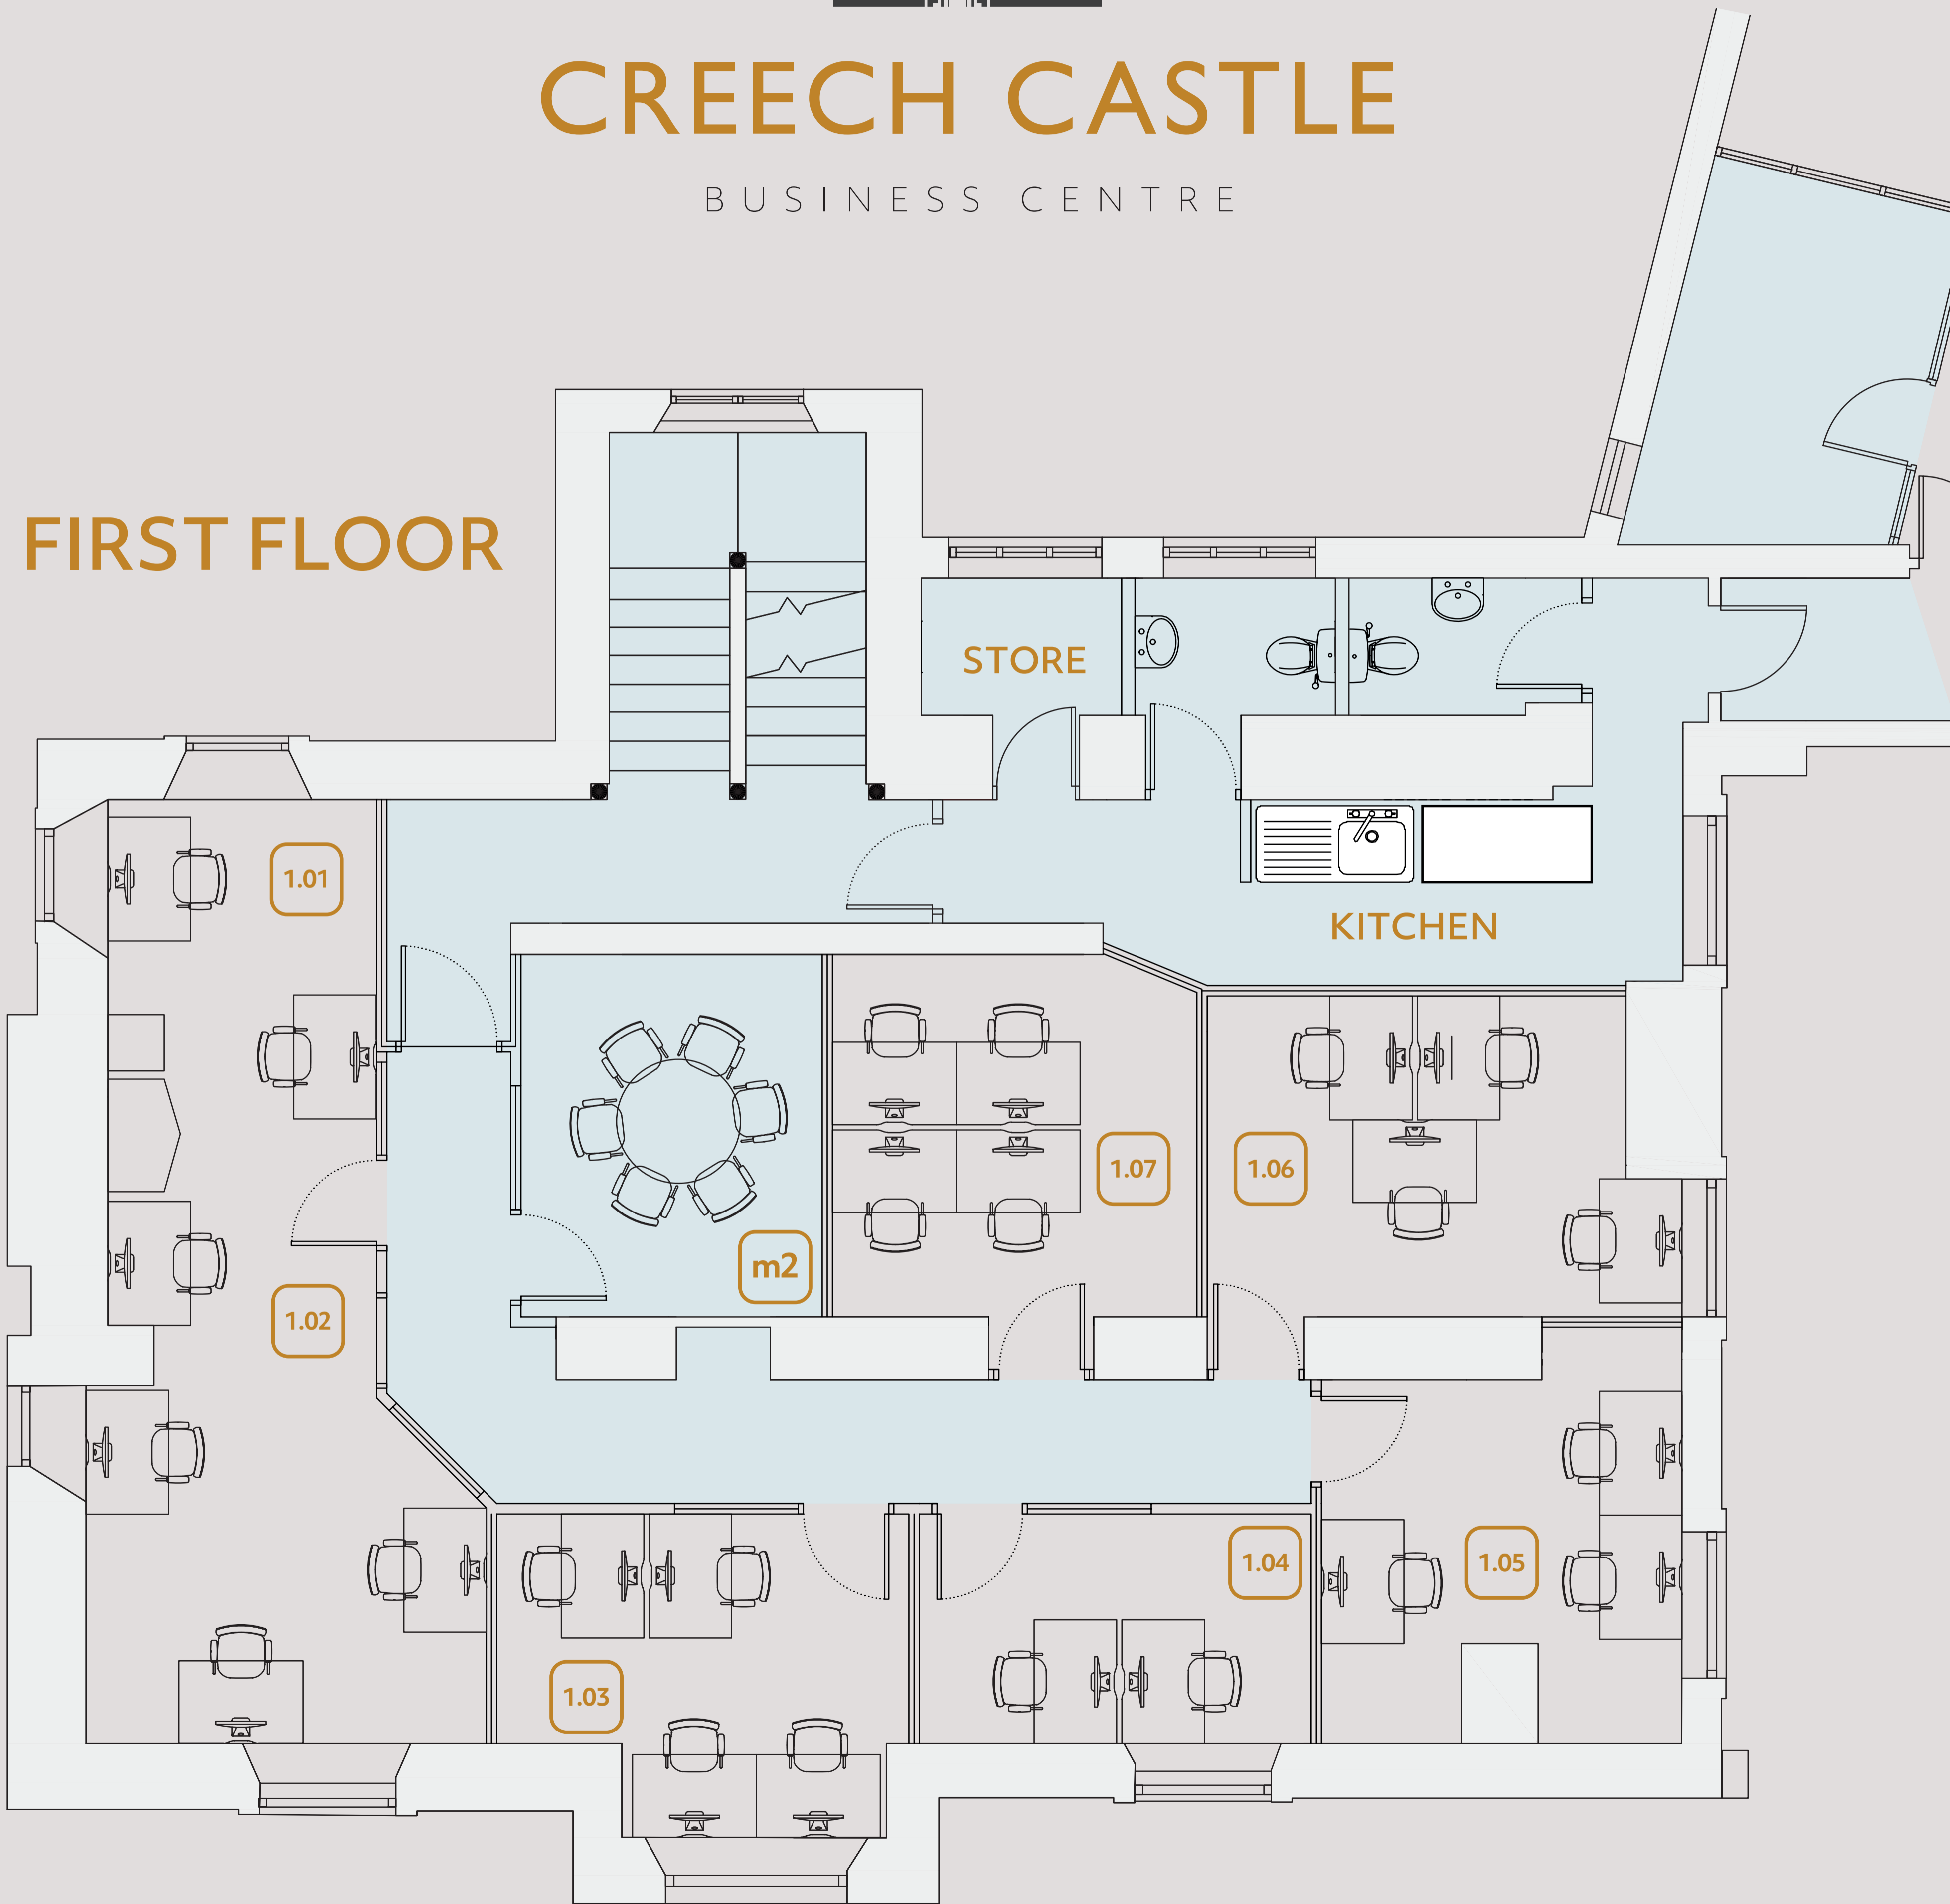 CREECH CASTLE
BUSINESS CENTRE
FIRST FLOOR
STORE
1.01
KITCHEN
1.07
1.06
m2
1.02
1.04
1.05
1.03